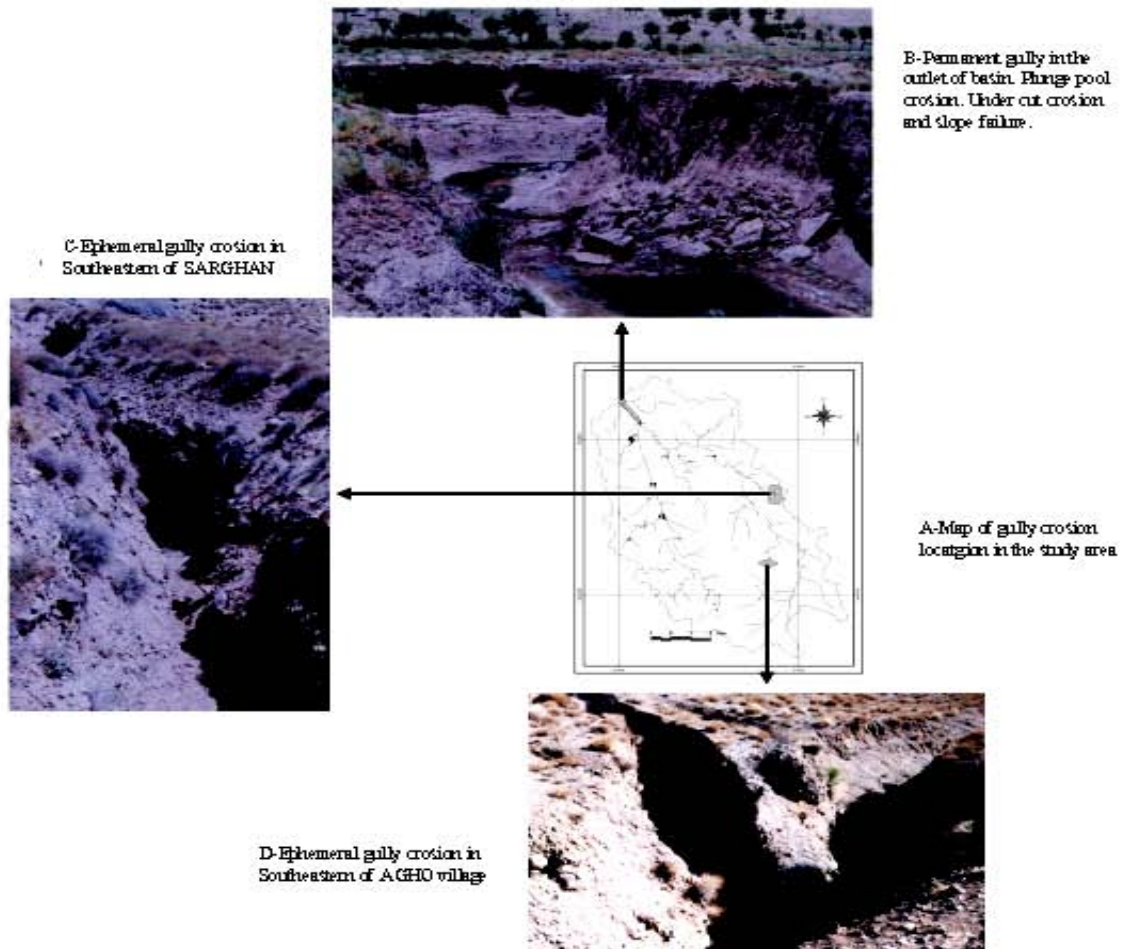 B-Permanent gully in the
outlet of basin. Plunge pool
erosion. Under cut erosion
and slope failure.
C-Ephemeral gully erosion in
Southeastern of SARGHAN
A-Map of gully erosion
locatgion in the study area
D-Ephemeral gully erosion in
Southeastern of AGHO village